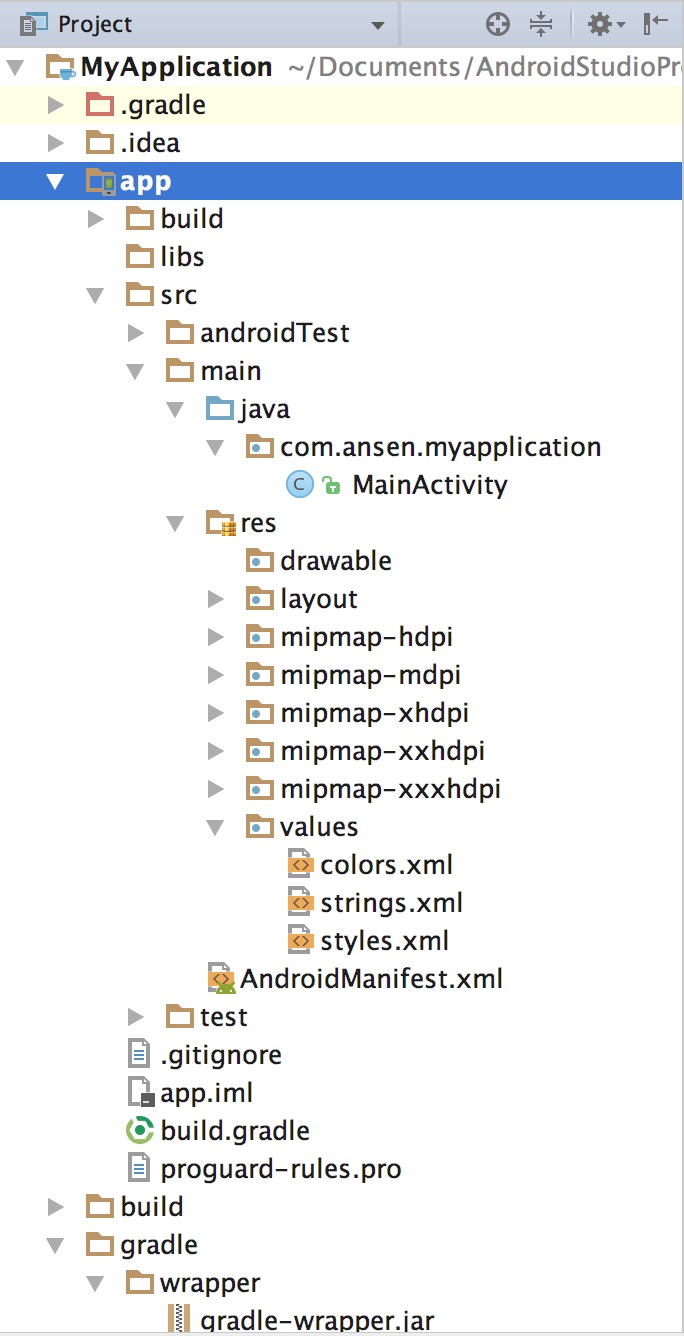 Project
MyApplication ~/Documents/AndroidStudioPr
.gradle
.idea
app
build
libs
src
androidTest
main
java
com.ansen.myapplication
C MainActivity
res
drawable
layout
mipmap-hdpi
mipmap-mdpi
mipmap-xhdpi
mipmap-xxhdpi
mipmap-xxxhdpi
values
colors.xml
strings.xml
styles.xml
AndroidManifest.xml
test
.gitignore
app.iml
build.gradle
proguard-rules.pro
build
gradle
wrapper
gradle-wrapper.jar